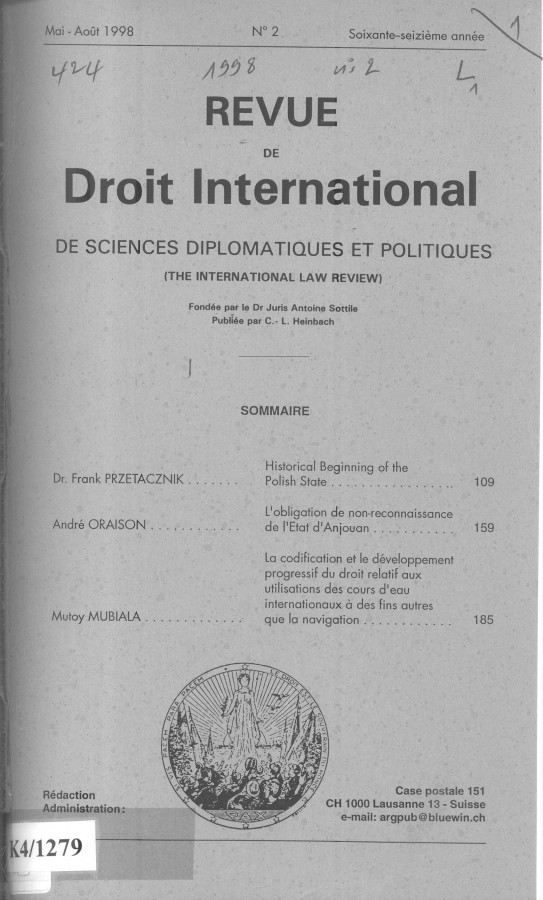 Mai - Août 1998 N° 2 Soixante-seizième année 1
424 1998 n: 2 L1
REVUE
DE
Droit International
DE SCIENCES DIPLOMATIQUES ET POLITIQUES
(THE INTERNATIONAL LAW REVIEW)
Fondée par le Dr Juris Antoine Sottile
Publiée par C.- L. Heinbach
SOMMAIRE
Historical Beginning of the
Dr. Frank PRZETACZNIK . . . . . . . Polish State . . . . . . . . . . . . . . . . 109
L'obligation de non-reconnaissance
André ORAISON . . . . . . . . . . . . de l'Etat d'Anjouan . . . . . . . . . . . 159
La codification et le développement
progressif du droit relatif aux
utilisations des cours d'eau
internationaux à des fins autres
Mutoy MUBIALA . . . . . . . . . . . . . que la navigation . . . . . . . . . . . . 185
Rédaction
Administration:
Case postale 151
CH 1000 Lausanne 13 - Suisse
e-mail: argpub@bluewin.ch
K4/1279